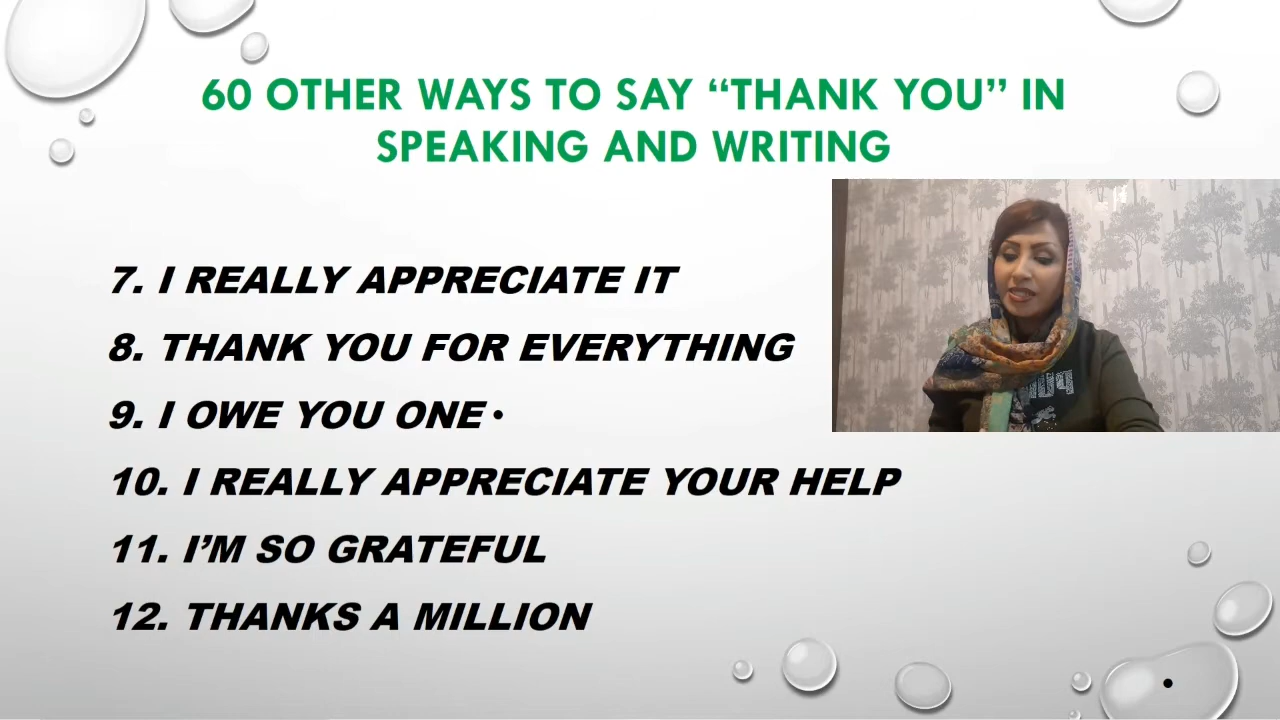 60 OTHER WAYS TO SAY “THANK YOU” IN
SPEAKING AND WRITING
7. I REALLY APPRECIATE IT
8. THANK YOU FOR EVERYTHING
9. I OWE YOU ONE •
10. I REALLY APPRECIATE YOUR HELP
11. I’M SO GRATEFUL
12. THANKS A MILLION